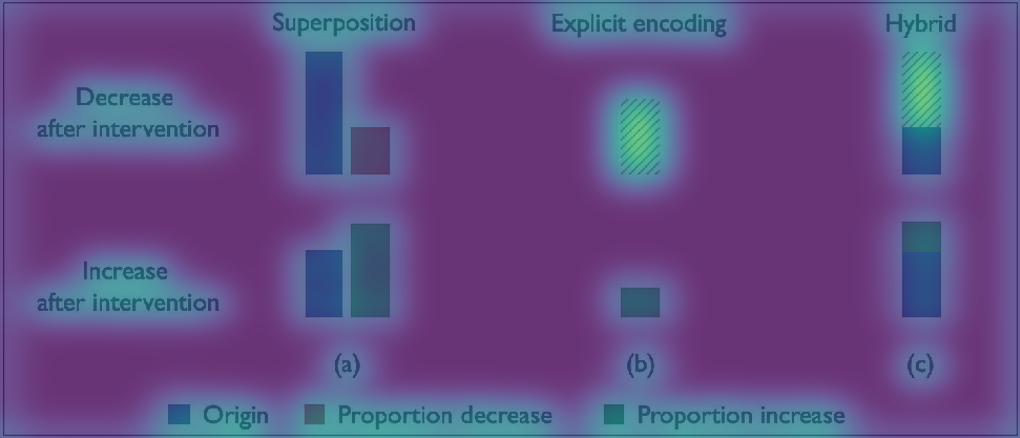 Superposition Explicit encoding Hybrid
Decrease
after intervention
Increase
after intervention
(a) (b) (c)
Origin Proportion decrease Proportion increase